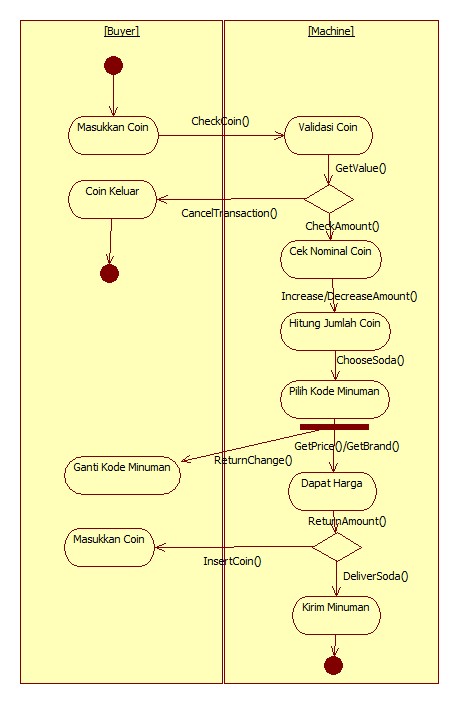 [Buyer]
[Machine]
Masukkan Coin
CheckCoin()
Validasi Coin
GetValue()
Coin Keluar
CancelTransaction()
CheckAmount()
Cek Nominal Coin
Increase/DecreaseAmount()
Hitung Jumlah Coin
ChooseSoda()
Pilih Kode Minuman
GetPrice()/GetBrand()
ReturnChange()
Ganti Kode Minuman
Dapat Harga
ReturnAmount()
Masukkan Coin
InsertCoin()
DeliverSoda()
Kirim Minuman